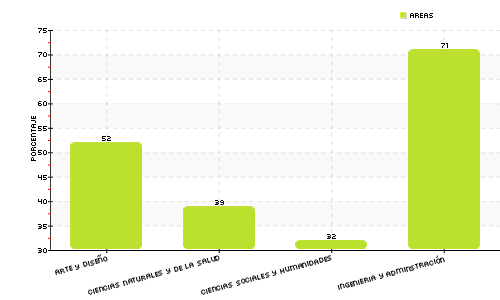 AREAS
PORCENTAJE
75
70
65
60
55
50
45
40
35
30
52
39
32
71
ARTE Y DISEÑO
CIENCIAS NATURALES Y DE LA SALUD
CIENCIAS SOCIALES Y HUMANIDADES
INGENIERIA Y ADMINSTRACIÓN